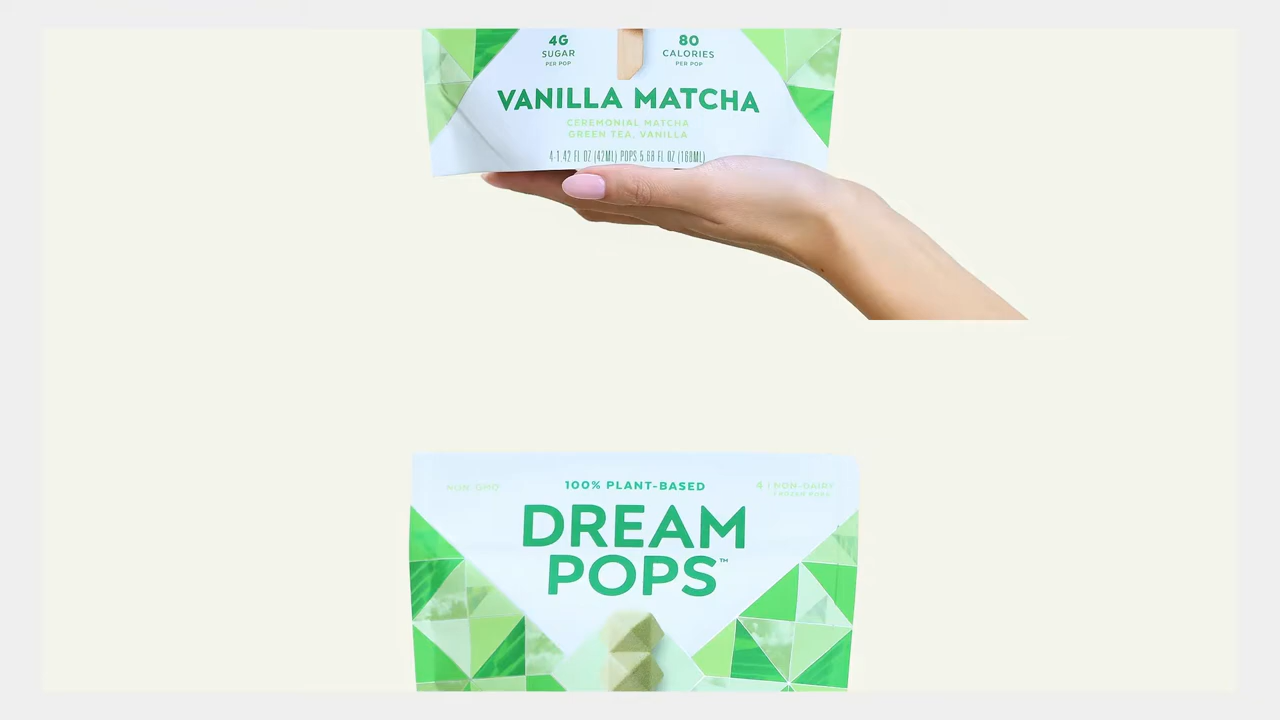 4G
SUGAR
PER POP
80
CALORIES
PER POP
VANILLA MATCHA
CEREMONIAL MATCHA
GREEN TEA, VANILLA
4-1.42 FL OZ (42ML) POPS 5.68 FL OZ (168ML)
NON-GMO
100% PLANT-BASED
4 | NON-DAIRY
FROZEN POPS
DREAM
POPS™